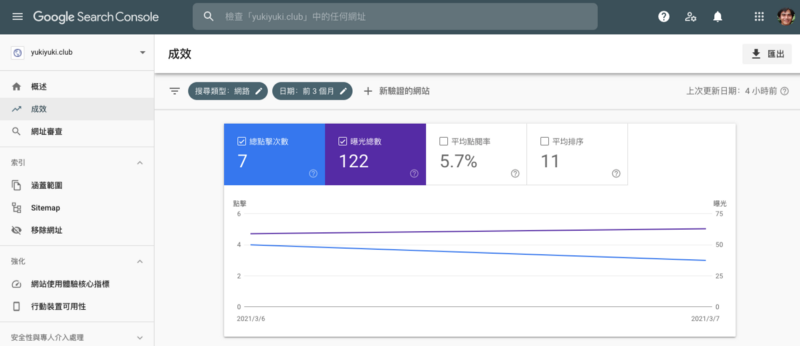 Google Search Console
檢查「yukiyuki.club」中的任何網址
yukiyuki.club
成效
匯出
搜尋類型：網路
日期：前 3 個月
新驗證的網站
上次更新日期：4 小時前
概述
成效
網址審查
索引
涵蓋範圍
Sitemap
移除網址
強化
網站使用體驗核心指標
行動裝置可用性
安全性與專人介入處理
總點擊次數
7
曝光總數
122
平均點閱率
5.7%
平均排序
11
點擊
曝光
6
75
4
50
2
25
0
0
2021/3/6
2021/3/7